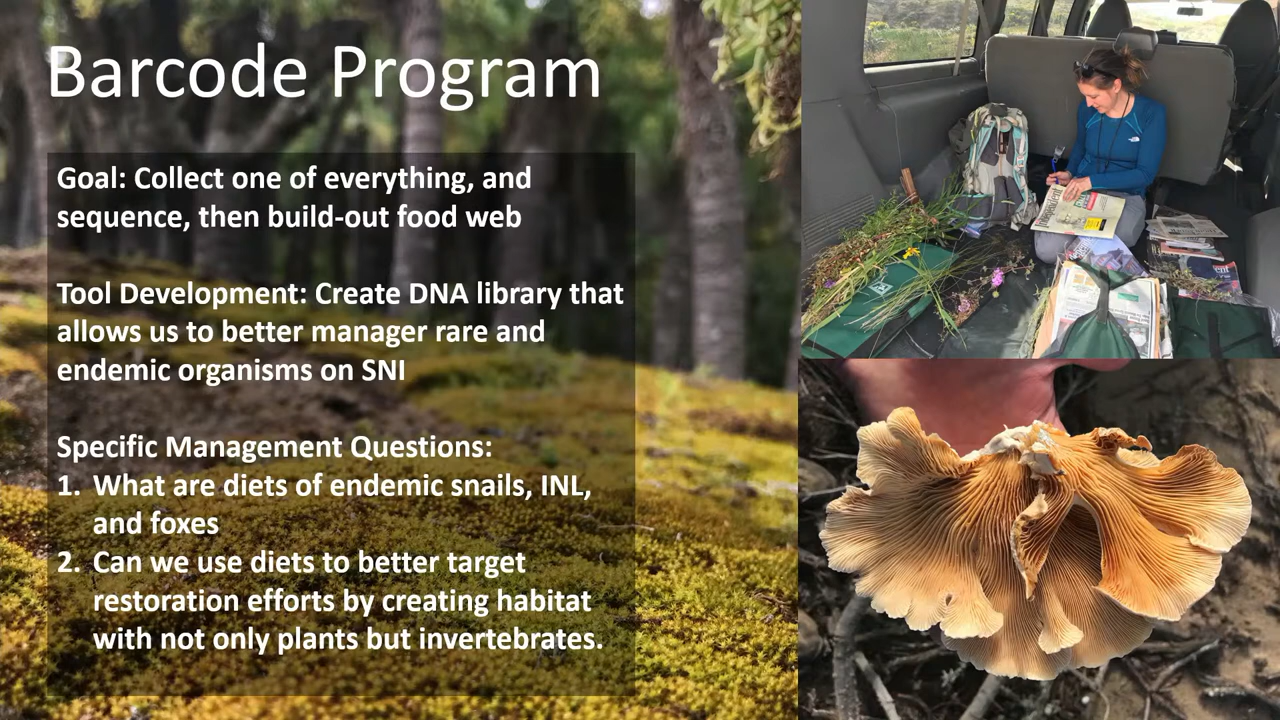 Barcode Program
Goal: Collect one of everything, and
sequence, then build-out food web
Tool Development: Create DNA library that
allows us to better manager rare and
endemic organisms on SNI
Specific Management Questions:
1. What are diets of endemic snails, INL,
and foxes
2. Can we use diets to better target
restoration efforts by creating habitat
with not only plants but invertebrates.
Independent